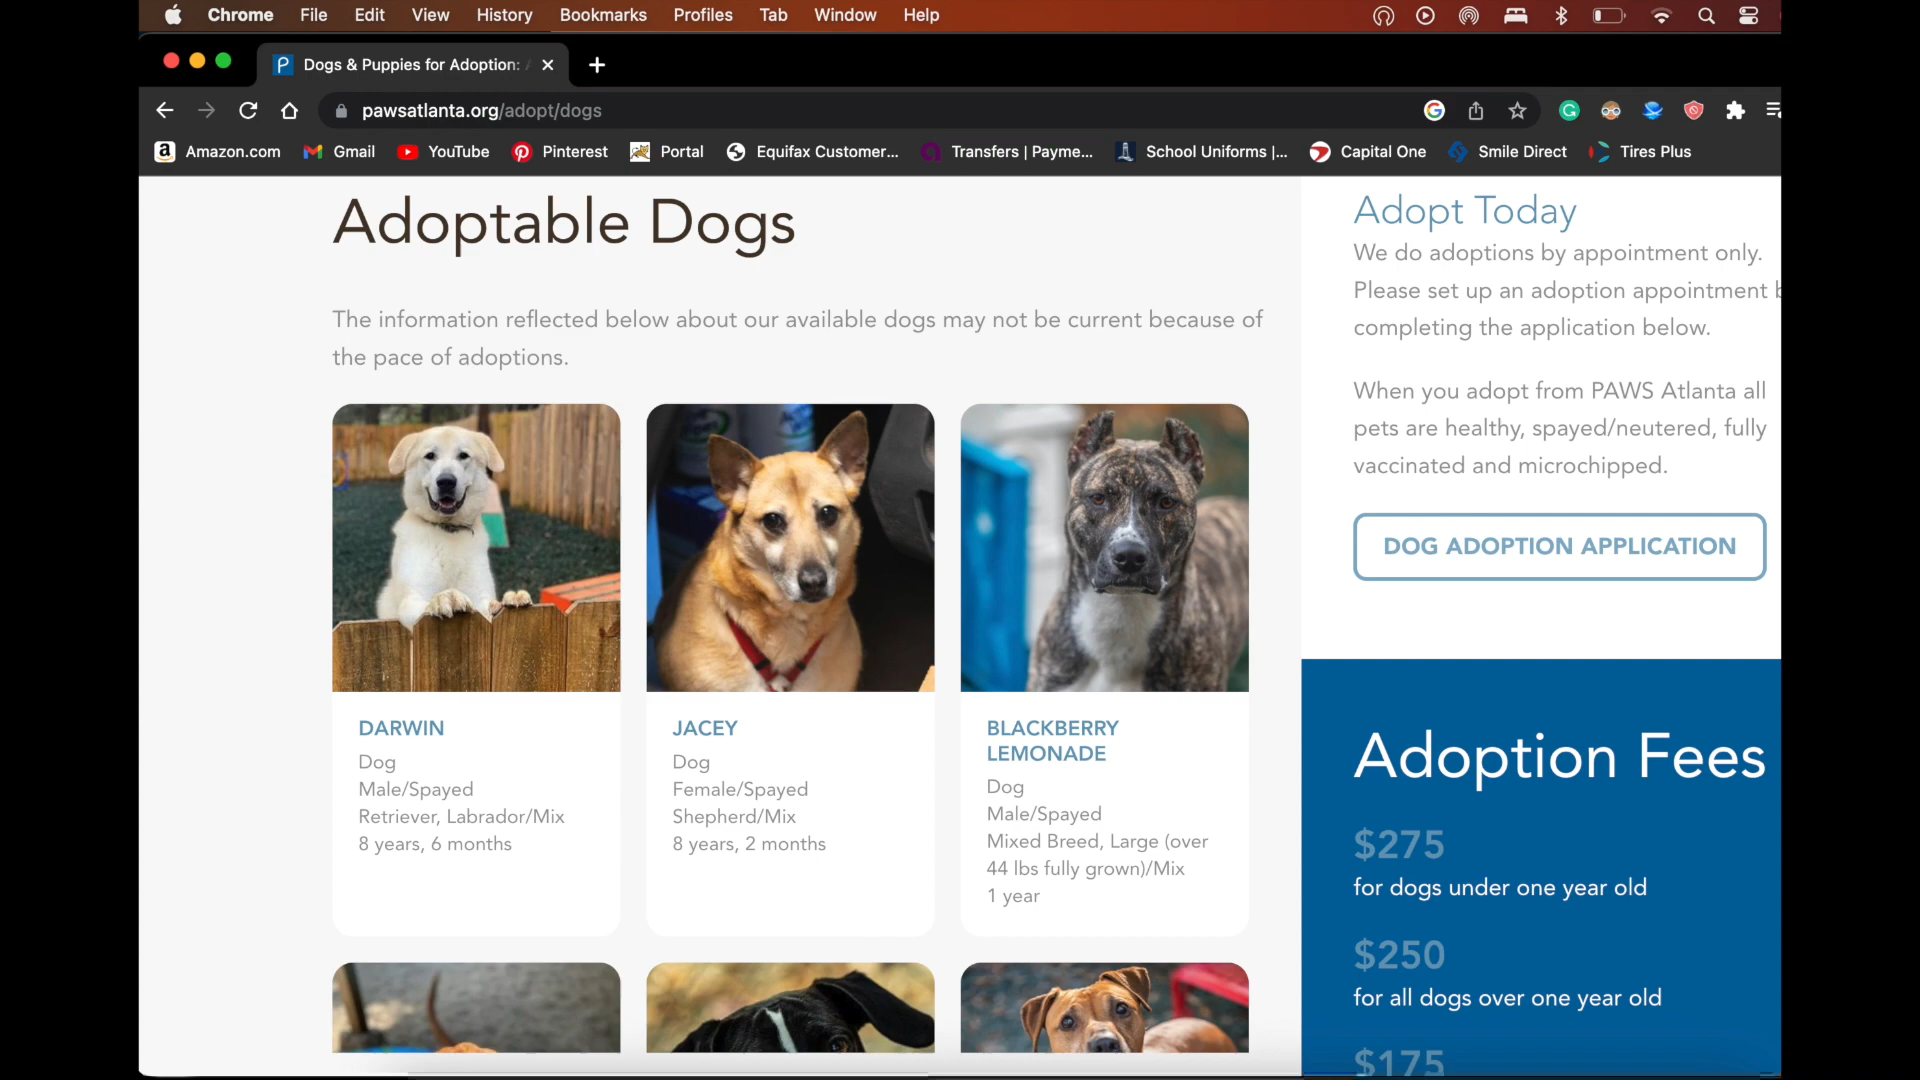 Chrome File Edit View History Bookmarks Profiles Tab Window Help
Dogs & Puppies for Adoption:
pawsatlanta.org/adopt/dogs
Amazon.com Gmail YouTube Pinterest Portal Equifax Customer... Transfers | Payme... School Uniforms |... Capital One Smile Direct Tires Plus
Adoptable Dogs
The information reflected below about our available dogs may not be current because of
the pace of adoptions.
DARWIN
Dog
Male/Spayed
Retriever, Labrador/Mix
8 years, 6 months
JACEY
Dog
Female/Spayed
Shepherd/Mix
8 years, 2 months
BLACKBERRY
LEMONADE
Dog
Male/Spayed
Mixed Breed, Large (over
44 lbs fully grown)/Mix
1 year
Adopt Today
We do adoptions by appointment only.
Please set up an adoption appointment
completing the application below.
When you adopt from PAWS Atlanta all
pets are healthy, spayed/neutered, fully
vaccinated and microchipped.
DOG ADOPTION APPLICATION
Adoption Fees
$275
for dogs under one year old
$250
for all dogs over one year old
$175